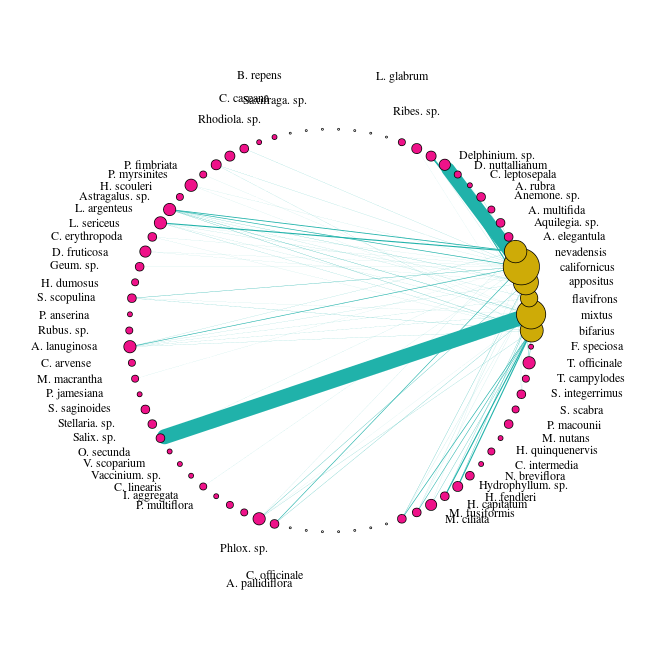 B. repens
L. glabrum
C. caseana
Saxifraga. sp.
Ribes. sp.
Rhodiola. sp.
Delphinium. sp.
P. fimbriata
D. nuttallianum
P. myrsinites
C. leptosepala
H. scouleri
A. rubra
Astragalus. sp.
Anemone. sp.
L. argenteus
A. multifida
L. sericeus
Aquilegia. sp.
C. erythropoda
A. elegantula
D. fruticosa
nevadensis
Geum. sp.
californicus
H. dumosus
appositus
S. scopulina
flavifrons
P. anserina
mixtus
Rubus. sp.
bifarius
A. lanuginosa
F. speciosa
C. arvense
T. officinale
M. macrantha
T. campylodes
P. jamesiana
S. integerrimus
S. saginoides
S. scabra
Stellaria. sp.
P. macounii
Salix. sp.
M. nutans
O. secunda
H. quinquenervis
V. scoparium
C. intermedia
Vaccinium. sp.
N. breviflora
C. linearis
Hydrophyllum. sp.
I. aggregata
H. fendleri
P. multiflora
H. capitatum
M. fusiformis
M. ciliata
Phlox. sp.
C. officinale
A. pallidiflora